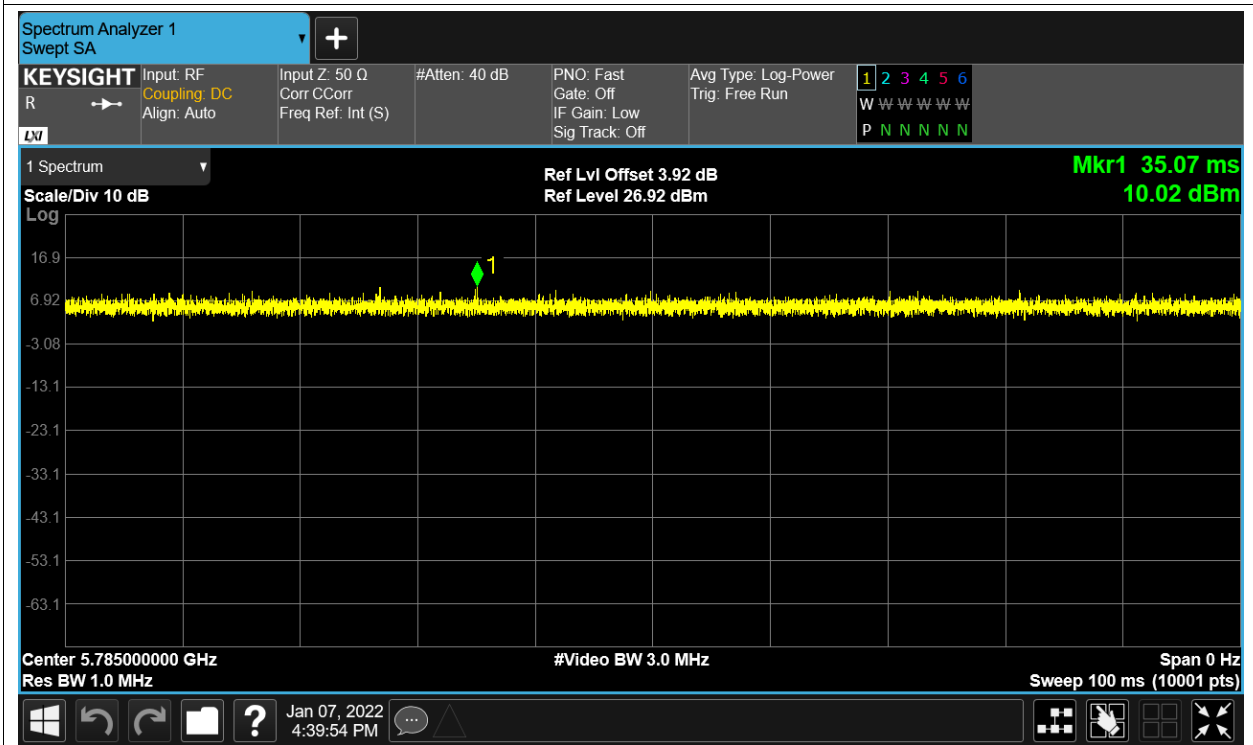 Spectrum Analyzer 1
Swept SA
KEYSIGHT
R
LXI
Input: RF
Coupling: DC
Align: Auto
Input Z: 50 Ω
Corr CCorr
Freq Ref: Int (S)
#Atten: 40 dB
PNO: Fast
Gate: Off
IF Gain: Low
Sig Track: Off
Avg Type: Log-Power
Trig: Free Run
1 2 3 4 5 6
W W W W W W
P N N N N N
1 Spectrum
Scale/Div 10 dB
Ref Lvl Offset 3.92 dB
Ref Level 26.92 dBm
Mkr1 35.07 ms
10.02 dBm
Log
16.9
6.92
-3.08
-13.1
-23.1
-33.1
-43.1
-53.1
-63.1
1
Center 5.785000000 GHz
Res BW 1.0 MHz
#Video BW 3.0 MHz
Span 0 Hz
Sweep 100 ms (10001 pts)
?
Jan 07, 2022
4:39:54 PM